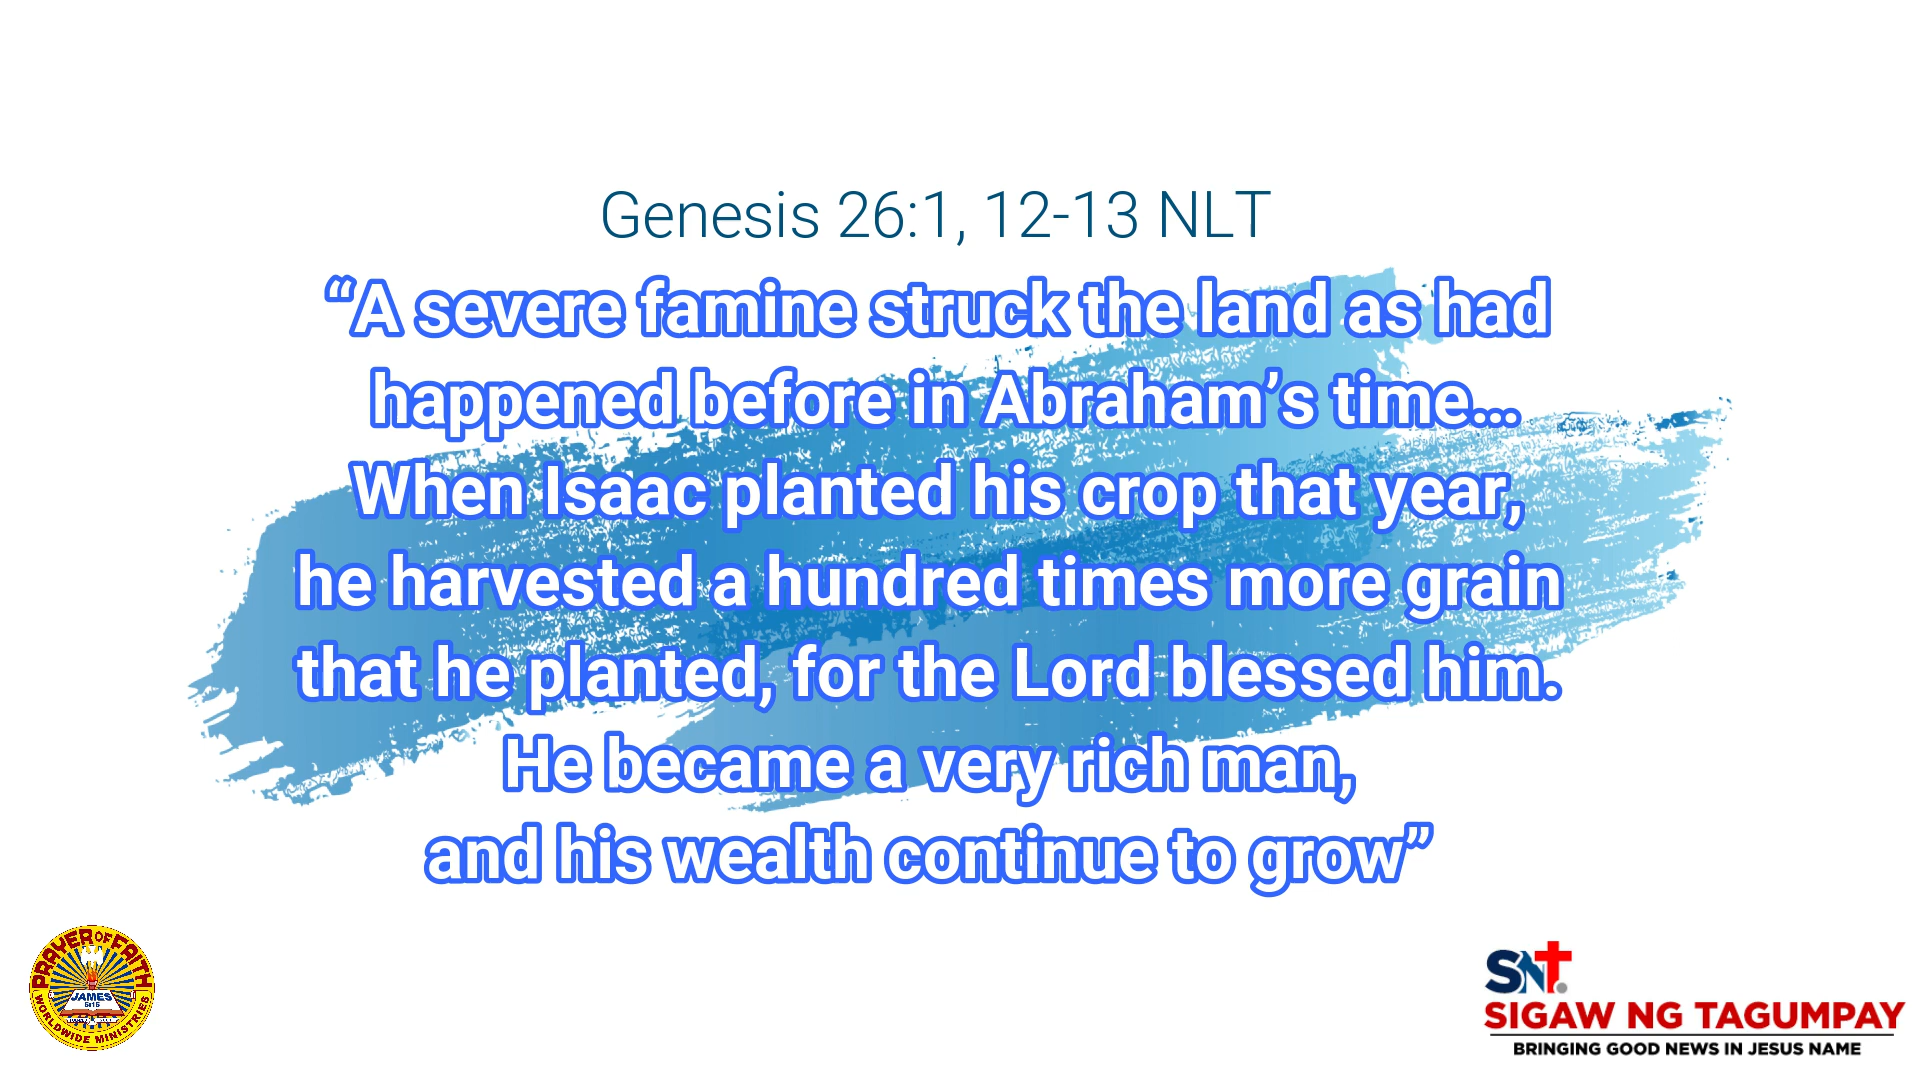 Genesis 26:1, 12-13 NLT
“A severe famine struck the land as had
happened before in Abraham’s time...
When Isaac planted his crop that year,
he harvested a hundred times more grain
that he planted, for the Lord blessed him.
He became a very rich man,
and his wealth continue to grow”
PRAYER OF FAITH
JAMES
5:15
WORLDWIDE MINISTRIES
SNt.
SIGAW NG TAGUMPAY
BRINGING GOOD NEWS IN JESUS NAME